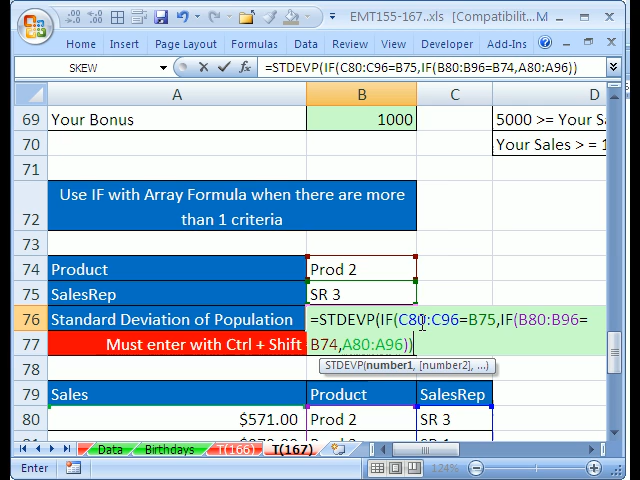 EMT155-167..xls [Compatibilit... M
Home Insert Page Layout Formulas Data Review View Developer Add-Ins
SKEW =STDEVP(IF(C80:C96=B75,IF(B80:B96=B74,A80:A96))
A B C D
69 Your Bonus 1000 5000 >= Your Sa
70 Your Sales > = 1
71
72 Use IF with Array Formula when there are more than 1 criteria
73
74 Product Prod 2
75 SalesRep SR 3
76 Standard Deviation of Population =STDEVP(IF(C80:C96=B75,IF(B80:B96=
77 Must enter with Ctrl + Shift B74,A80:A96))
78 STDEVP(number1, [number2], ...)
79 Sales Product SalesRep
80 $571.00 Prod 2 SR 3
Data Birthdays T(166) T(167)
Enter 124%